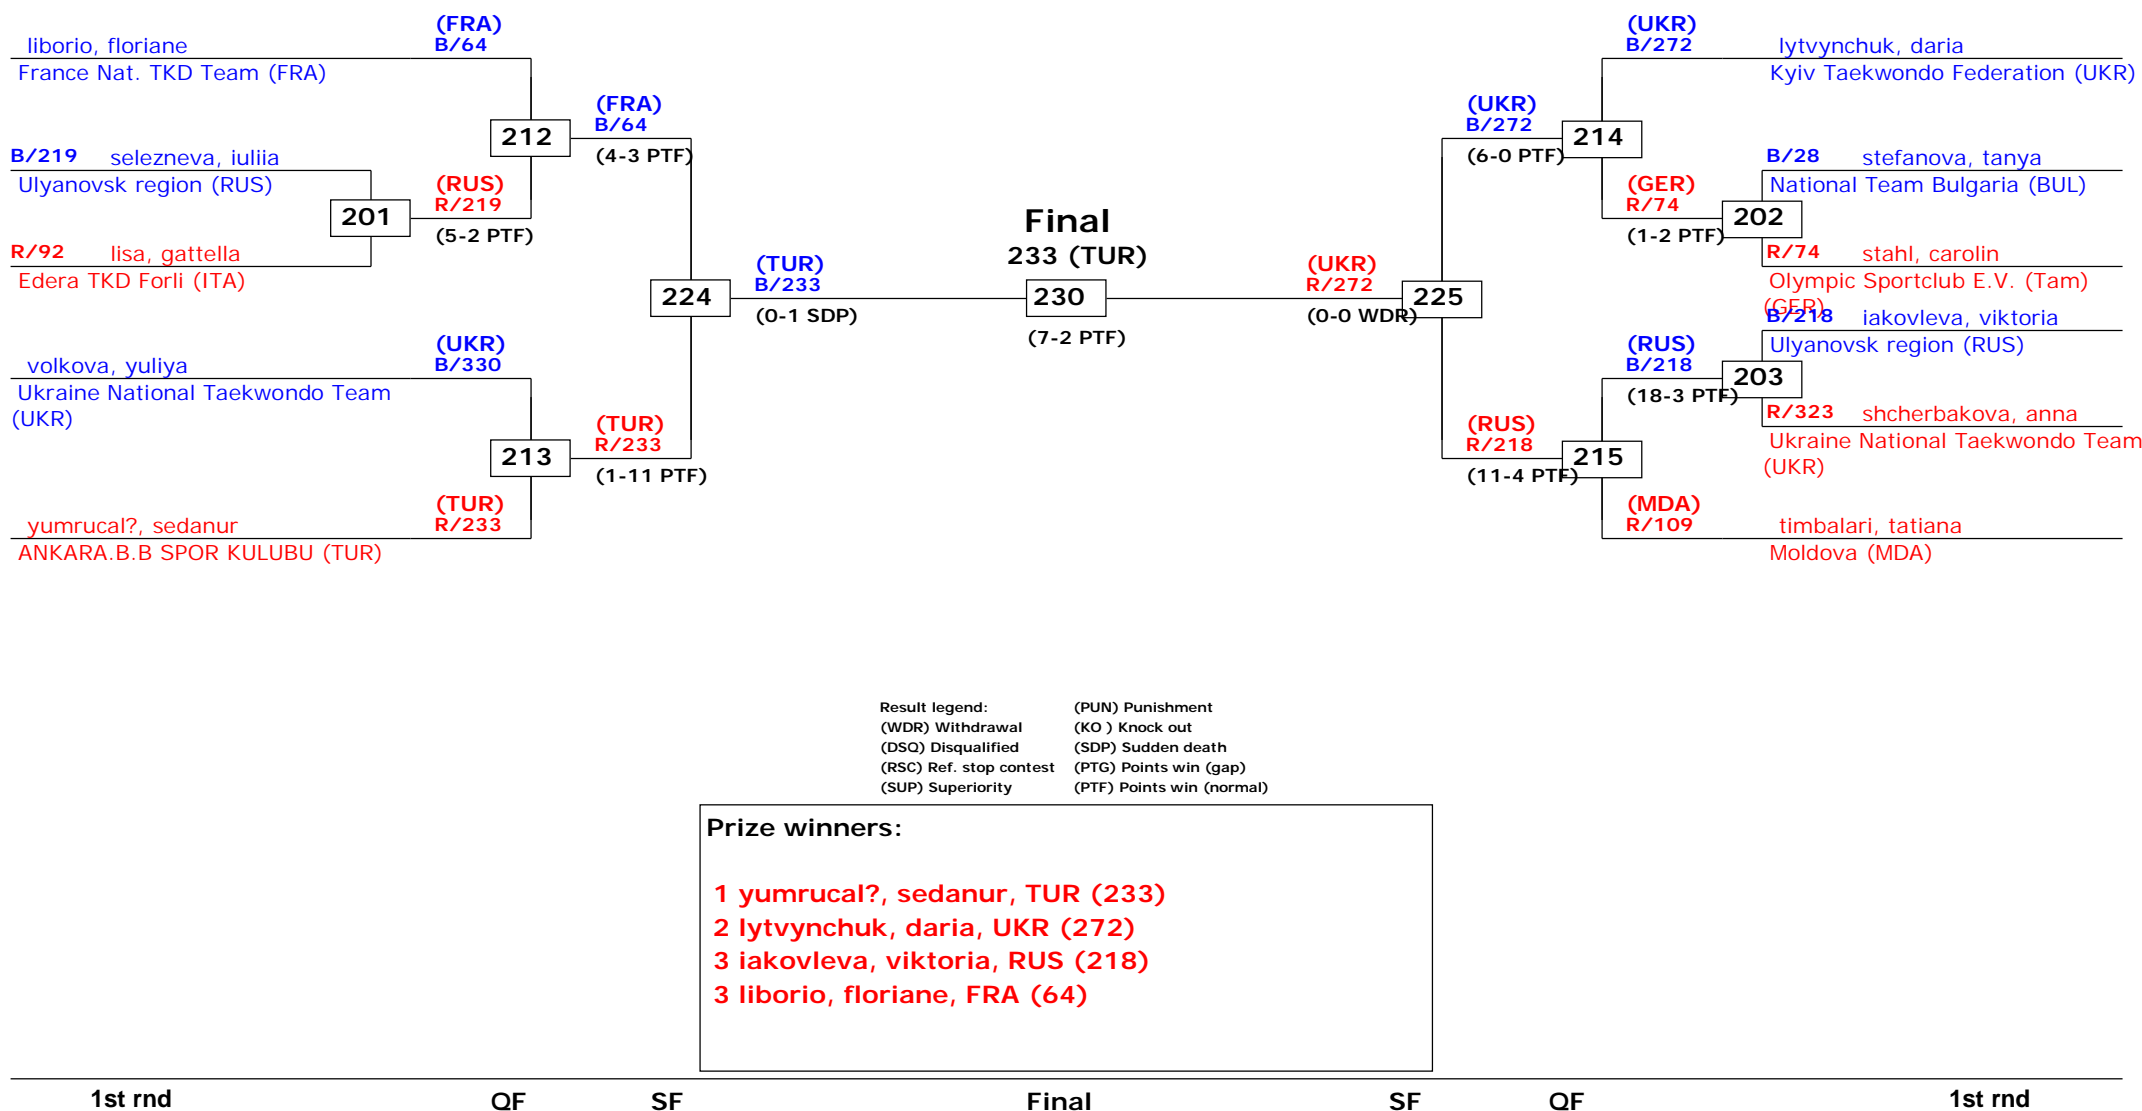 (FRA)
liborio, floriane
B/64
France Nat. TKD Team (FRA)
(FRA)
B/64
212
(4-3 PTF)
B/219 selezneva, iuliia
Ulyanovsk region (RUS)
(RUS)
R/219
201
(5-2 PTF)
R/92 lisa, gattella
Edera TKD Forli (ITA)
(TUR)
B/233
224
(0-1 SDP)
(UKR)
volkova, yuliya
B/330
Ukraine National Taekwondo Team
(UKR)
(TUR)
R/233
213
(1-11 PTF)
(TUR)
yumrucal?, sedanur
R/233
ANKARA.B.B SPOR KULUBU (TUR)
Final
233 (TUR)
230
(7-2 PTF)
(UKR)
R/272
225
(0-0 WDR)
(UKR)
B/272
lytvynchuk, daria
Kyiv Taekwondo Federation (UKR)
(UKR)
B/272
214
(6-0 PTF)
B/28 stefanova, tanya
National Team Bulgaria (BUL)
(GER)
R/74
202
(1-2 PTF)
R/74 stahl, carolin
Olympic Sportclub E.V. (Tam)
(GER)
B/218 iakovleva, viktoria
Ulyanovsk region (RUS)
(RUS)
B/218
203
(18-3 PTF)
R/323 shcherbakova, anna
Ukraine National Taekwondo Team
(UKR)
(RUS)
R/218
215
(11-4 PTF)
(MDA)
R/109
timbalari, tatiana
Moldova (MDA)
Result legend: (PUN) Punishment
(WDR) Withdrawal (KO ) Knock out
(DSQ) Disqualified (SDP) Sudden death
(RSC) Ref. stop contest (PTG) Points win (gap)
(SUP) Superiority (PTF) Points win (normal)
Prize winners:
1 yumrucal?, sedanur, TUR (233)
2 lytvynchuk, daria, UKR (272)
3 iakovleva, viktoria, RUS (218)
3 liborio, floriane, FRA (64)
1st rnd QF SF Final SF QF 1st rnd